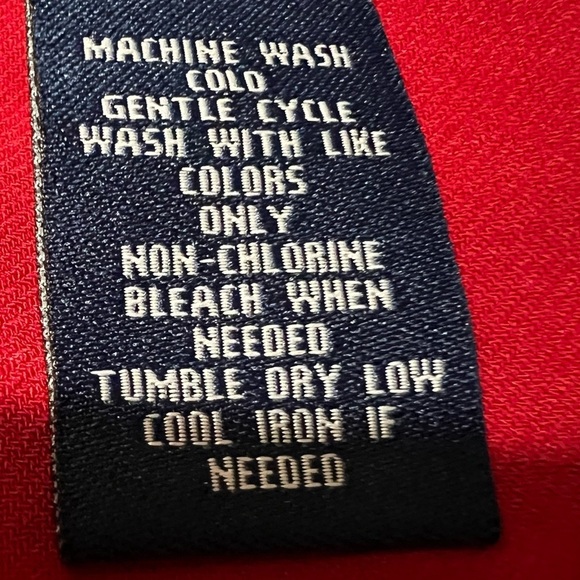 MACHINE WASH
COLD
GENTLE CYCLE
WASH WITH LIKE
COLORS
ONLY
NON-CHLORINE
BLEACH WHEN
NEEDED
TUMBLE DRY LOW
COOL IRON IF
NEEDED